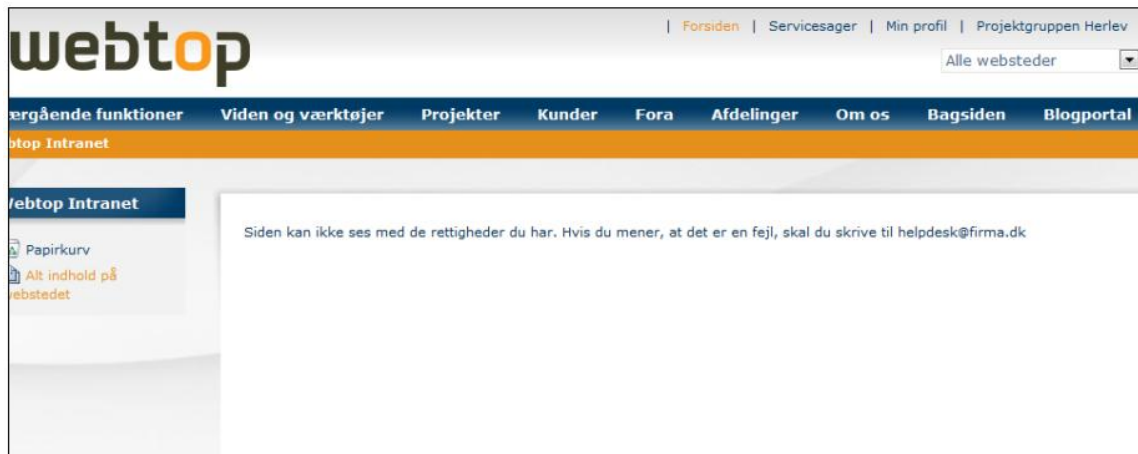 webtop
| Forsiden | Servicesager | Min profil | Projektgruppen Herlev
Alle websteder
ergående funktioner Viden og værktøjer Projekter Kunder Fora Afdelinger Om os Bagsiden Blogportal
btop Intranet
Webtop Intranet
Papirkurv
Alt indhold på
webstedet
Siden kan ikke ses med de rettigheder du har. Hvis du mener, at det er en fejl, skal du skrive til helpdesk@firma.dk